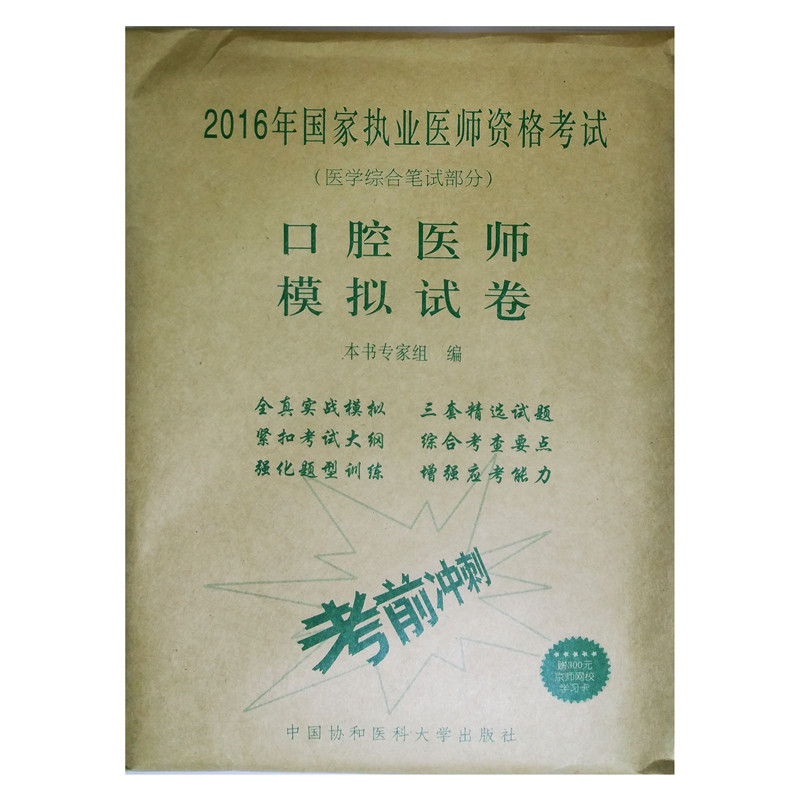 2016年国家执业医师资格考试
（医学综合笔试部分）
口腔医师
模拟试卷
本书专家组 编
全真实战模拟 三套精选试题
紧扣考试大纲 综合考查要点
强化题型训练 增强应考能力
考前冲刺
赠300元
京师网校
学习卡
中国协和医科大学出版社